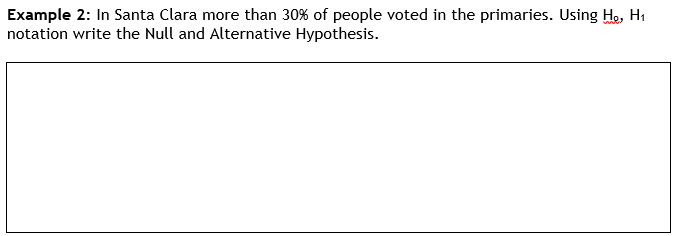 Example 2: In Santa Clara more than 30% of people voted in the primaries. Using H₀, H₁
notation write the Null and Alternative Hypothesis.